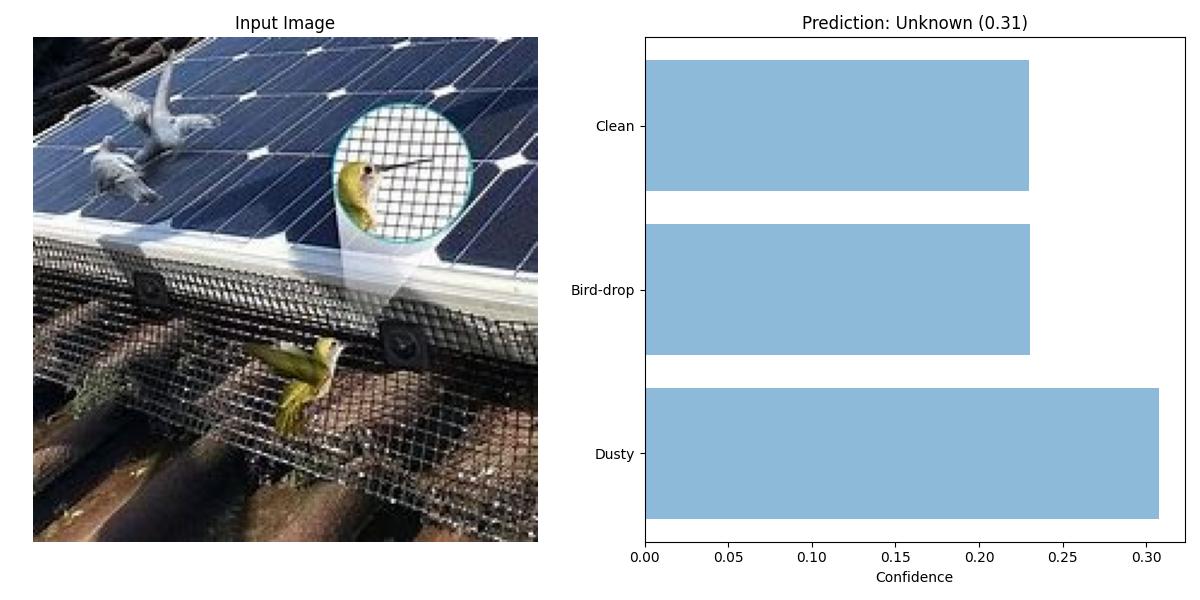 Input Image
Prediction: Unknown (0.31)
Clean
Bird-drop
Dusty
0.00 0.05 0.10 0.15 0.20 0.25 0.30
Confidence